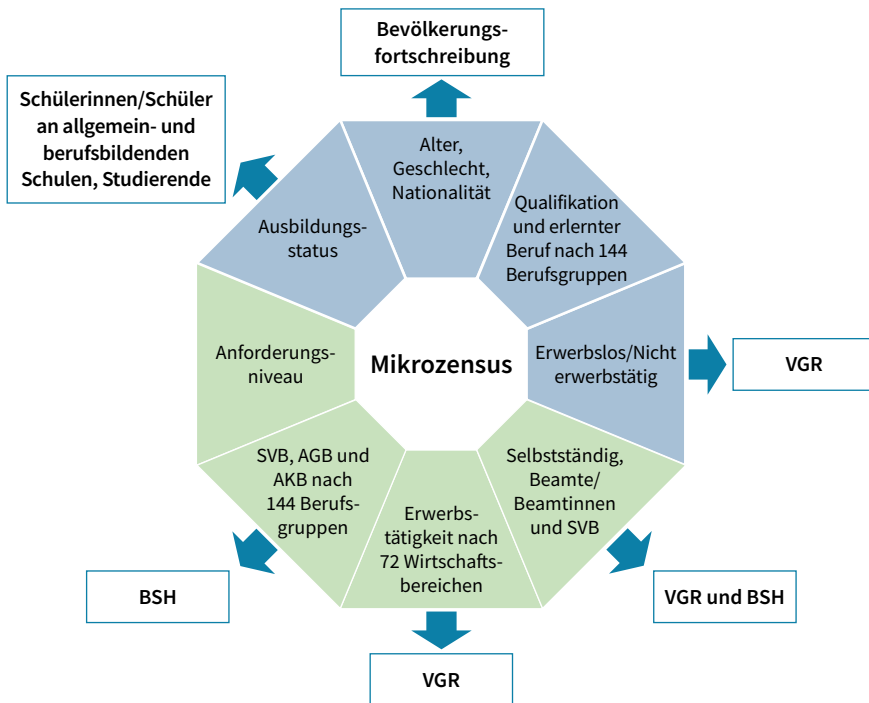 Bevölkerungs-
fortschreibung
Schülerinnen/Schüler
an allgemein- und
berufsbildenden
Schulen, Studierende
Alter,
Geschlecht,
Nationalität
Qualifikation
und erlernter
Beruf nach 144
Berufsgruppen
Ausbildungs-
status
Anforderungs-
niveau
Mikrozensus
Erwerbslos/Nicht
erwerbstätig
VGR
SVB, AGB und
AKB nach
144 Berufs-
gruppen
Erwerbs-
tätigkeit nach
72 Wirtschafts-
bereichen
Selbstständig,
Beamte/
Beamtinnen
und SVB
BSH
VGR und BSH
VGR